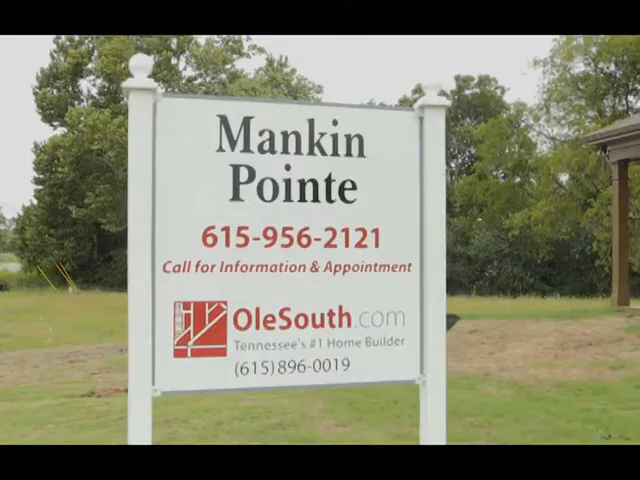 Mankin
Pointe
615-956-2121
Call for Information & Appointment
OleSouth.com
Tennessee's #1 Home Builder
(615)896-0019